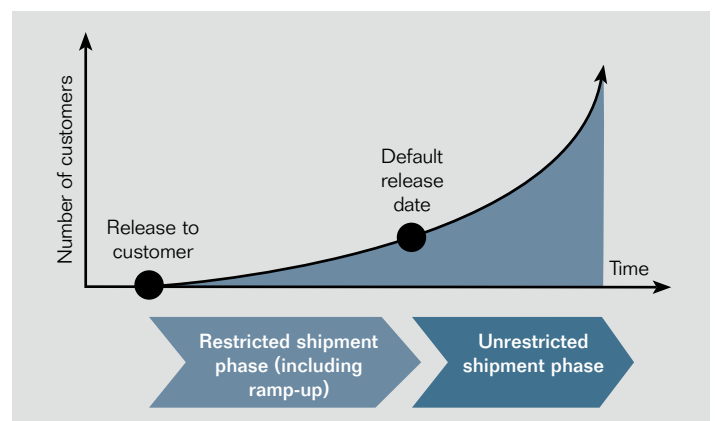 Number of customers
Default
release
date
Release to
customer
Time
Restricted shipment
phase (including
ramp-up)
Unrestricted
shipment phase